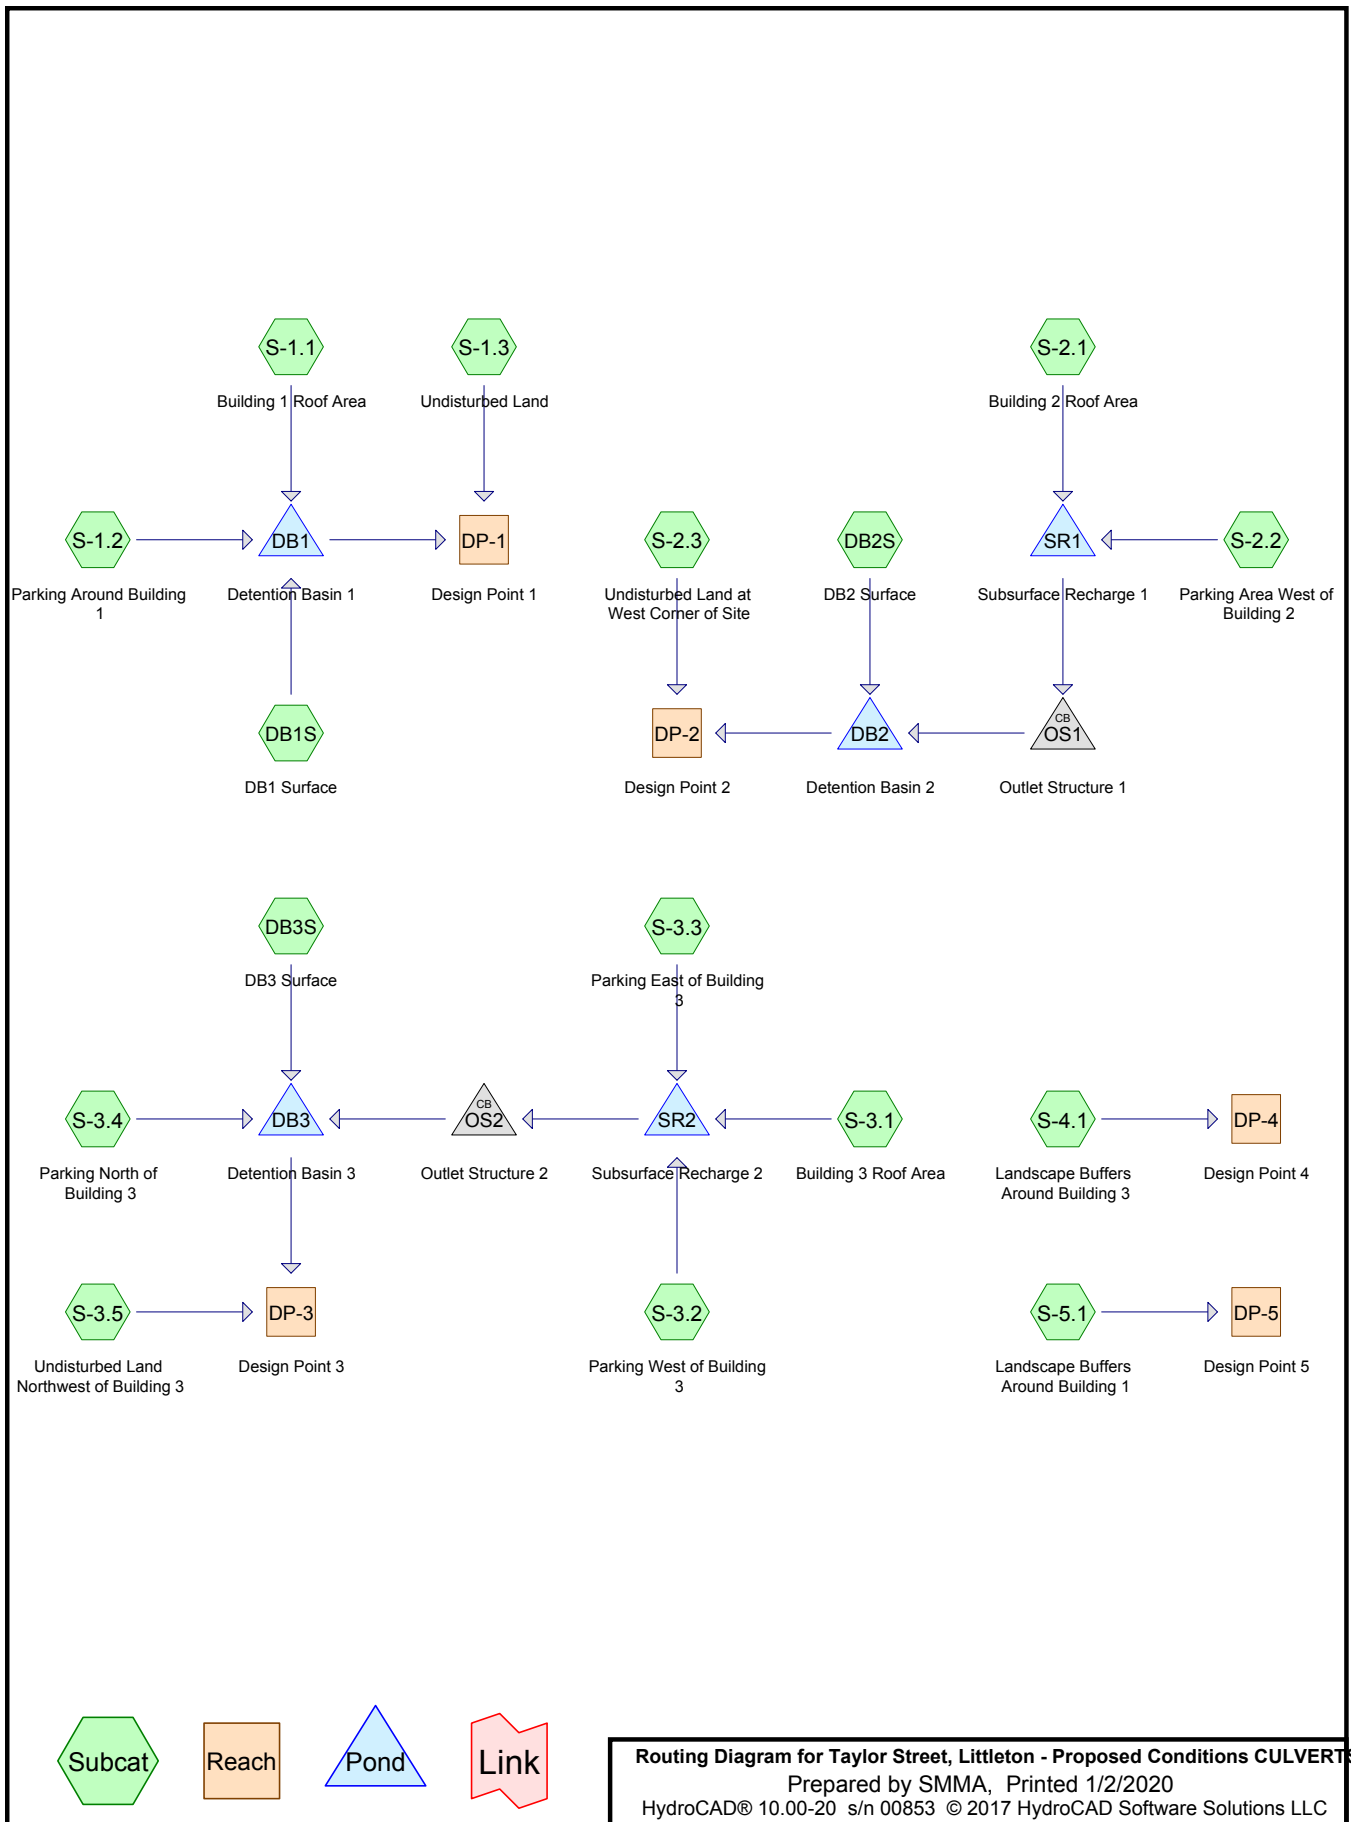 S-1.1
S-1.3
S-2.1
Building 1 Roof Area
Undisturbed Land
Building 2 Roof Area
S-1.2
DB1
DP-1
S-2.3
DB2S
SR1
S-2.2
Parking Around Building
1
Detention Basin 1
Design Point 1
Undisturbed Land at
West Corner of Site
DB2 Surface
Subsurface Recharge 1
Parking Area West of
Building 2
DB1S
DP-2
DB2
CB
OS1
DB1 Surface
Design Point 2
Detention Basin 2
Outlet Structure 1
DB3S
S-3.3
DB3 Surface
Parking East of Building
3
S-3.4
DB3
CB
OS2
SR2
S-3.1
S-4.1
DP-4
Parking North of
Building 3
Detention Basin 3
Outlet Structure 2
Subsurface Recharge 2
Building 3 Roof Area
Landscape Buffers
Around Building 3
Design Point 4
S-3.5
DP-3
S-3.2
S-5.1
DP-5
Undisturbed Land
Northwest of Building 3
Design Point 3
Parking West of Building
3
Landscape Buffers
Around Building 1
Design Point 5
Subcat
Reach
Pond
Link
Routing Diagram for Taylor Street, Littleton - Proposed Conditions CULVERTS
Prepared by SMMA, Printed 1/2/2020
HydroCAD® 10.00-20 s/n 00853 © 2017 HydroCAD Software Solutions LLC